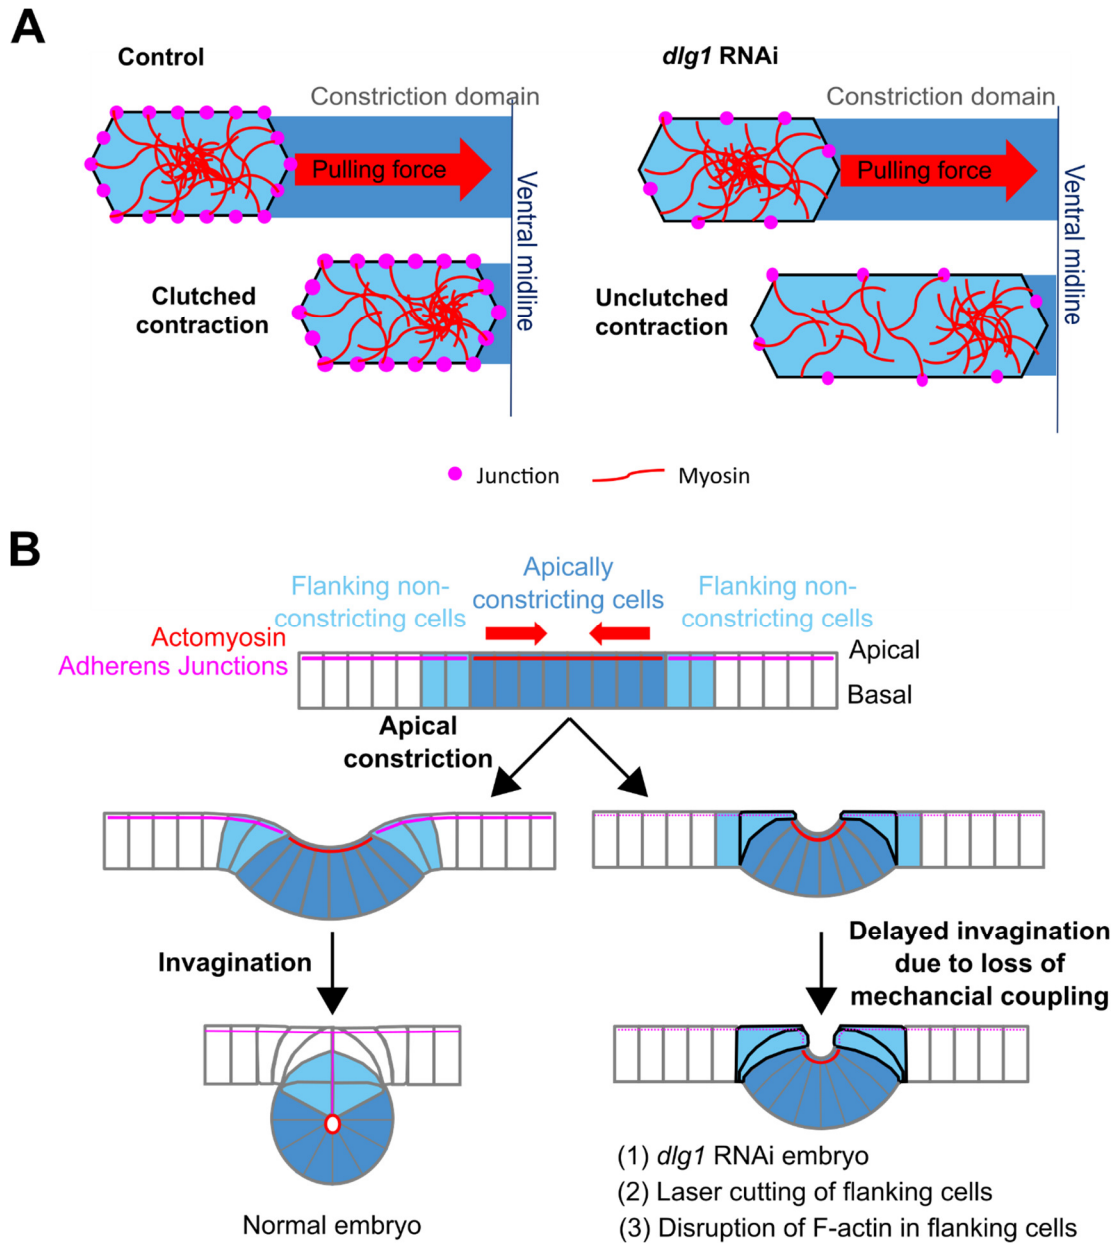 A
Control
dlg1 RNAi
Constriction domain
Constriction domain
Pulling force
Pulling force
Ventral midline
Ventral midline
Clutched
contraction
Unclutched
contraction
Junction
Myosin
B
Flanking non-
constricting cells
Apically
constricting cells
Flanking non-
constricting cells
Actomyosin
Adherens Junctions
Apical
Basal
Apical
constriction
Invagination
Delayed invagination
due to loss of
mechancial coupling
Normal embryo
(1) dlg1 RNAi embryo
(2) Laser cutting of flanking cells
(3) Disruption of F-actin in flanking cells